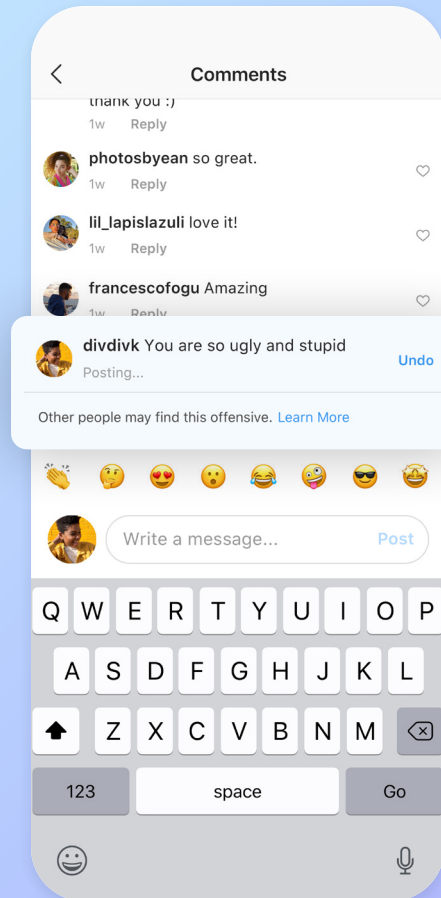 Comments
thank you :)
1w Reply
photosbyean so great.
1w Reply
lil_lapislazuli love it!
1w Reply
francescofogu Amazing
1w Reply
divdivk You are so ugly and stupid
Undo
Posting...
Other people may find this offensive. Learn More
Write a message... Post
Q W E R T Y U I O P
A S D F G H J K L
Z X C V B N M
123 space Go